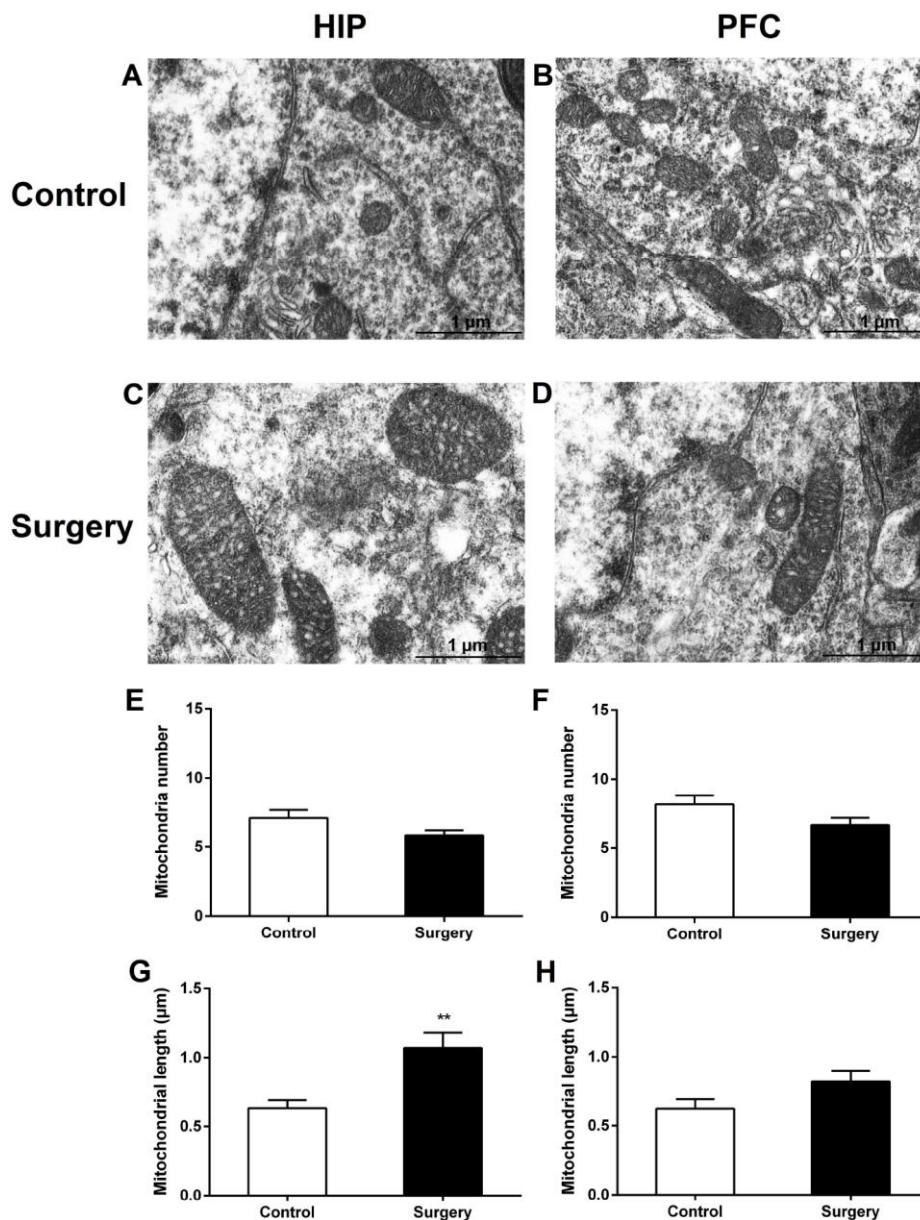 HIP PFC
A B
Control
1 µm 1 µm
C D
Surgery
1 µm 1 µm
E F
Mitochondria number
15
10
5
0
Control Surgery
Mitochondria number
15
10
5
0
Control Surgery
G H
Mitochondrial length (µm)
1.5
1.0
0.5
0.0
**
Control Surgery
Mitochondrial length (µm)
1.5
1.0
0.5
0.0
Control Surgery